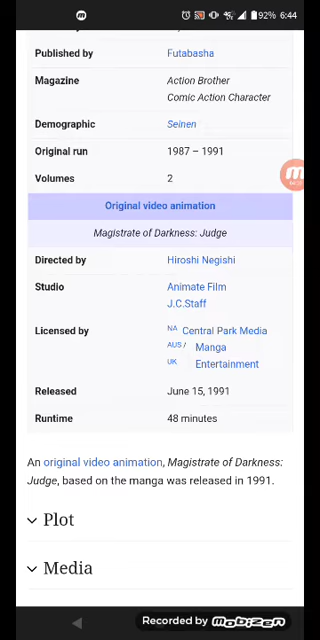 92% 6:44
Published by Futabasha
Magazine Action Brother
Comic Action Character
Demographic Seinen
Original run 1987 – 1991
Volumes 2
Original video animation
Magistrate of Darkness: Judge
Directed by Hiroshi Negishi
Studio Animate Film
J.C.Staff
Licensed by NA Central Park Media
AUS / Manga
UK Entertainment
Released June 15, 1991
Runtime 48 minutes
An original video animation, Magistrate of Darkness:
Judge, based on the manga was released in 1991.
Plot
Media
Recorded by mobizen